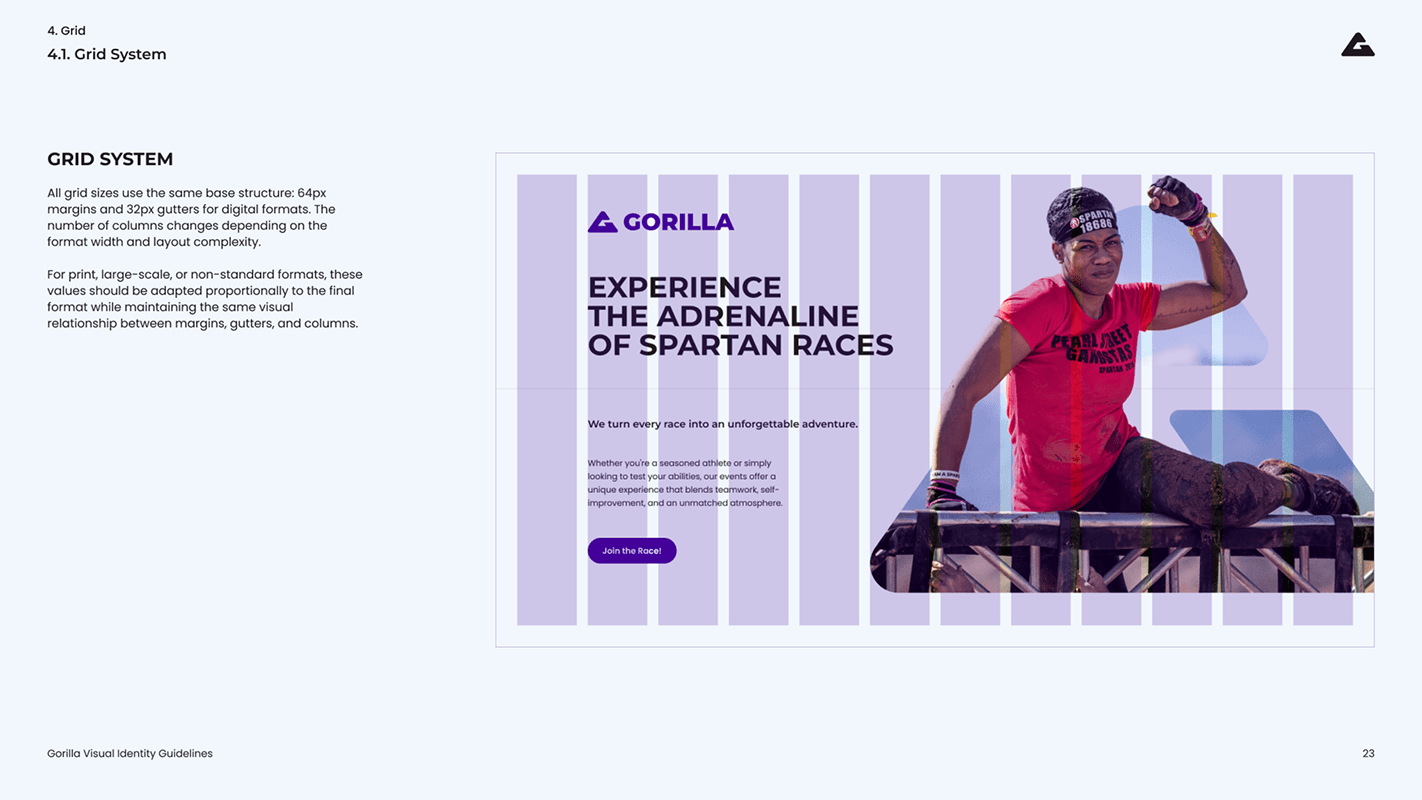 4. Grid
4.1. Grid System
GRID SYSTEM
All grid sizes use the same base structure: 64px
margins and 32px gutters for digital formats. The
number of columns changes depending on the
format width and layout complexity.
For print, large-scale, or non-standard formats, these
values should be adapted proportionally to the final
format while maintaining the same visual
relationship between margins, gutters, and columns.
GORILLA
EXPERIENCE
THE ADRENALINE
OF SPARTAN RACES
We turn every race into an unforgettable adventure.
Whether you're a seasoned athlete or simply
looking to test your abilities, our events offer a
unique experience that blends teamwork, self-
improvement, and an unmatched atmosphere.
Join the Race!
SPARTAN
18686
PEARL STREET
GANGSTAS
Gorilla Visual Identity Guidelines
23